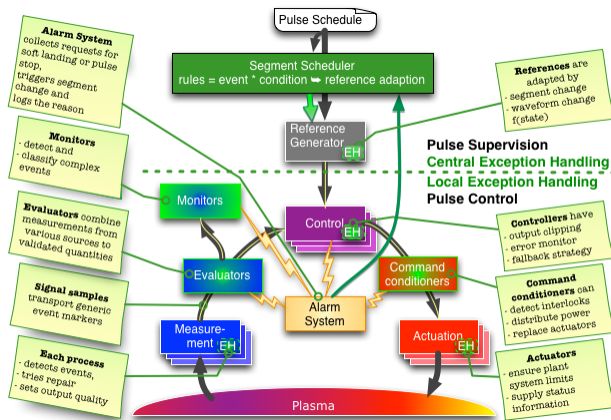 Pulse Schedule
Segment Scheduler
rules = event * condition ➥ reference adaption
Reference
Generator
EH
Pulse Supervision
Central Exception Handling
Local Exception Handling
Pulse Control
Alarm System
collects requests for
soft landing or pulse
stop,
triggers segment
change and
logs the reason
Monitors
- detect and
- classify complex
events
Evaluators combine
measurements from
various sources to
validated quantities
Signal samples
transport generic
event markers
Each process
- detects events,
- tries repair
- sets output quality
Monitors
Evaluators
Measure-
ment
EH
Control
EH
Alarm
System
Command
conditioners
Actuation
EH
Plasma
References are
adapted by
- segment change
- waveform change
f(state)
Controllers have
- output clipping
- error monitor
- fallback strategy
Command
conditioners can
- detect interlocks
- distribute power
- replace actuators
Actuators
- ensure plant
system limits
- supply status
information